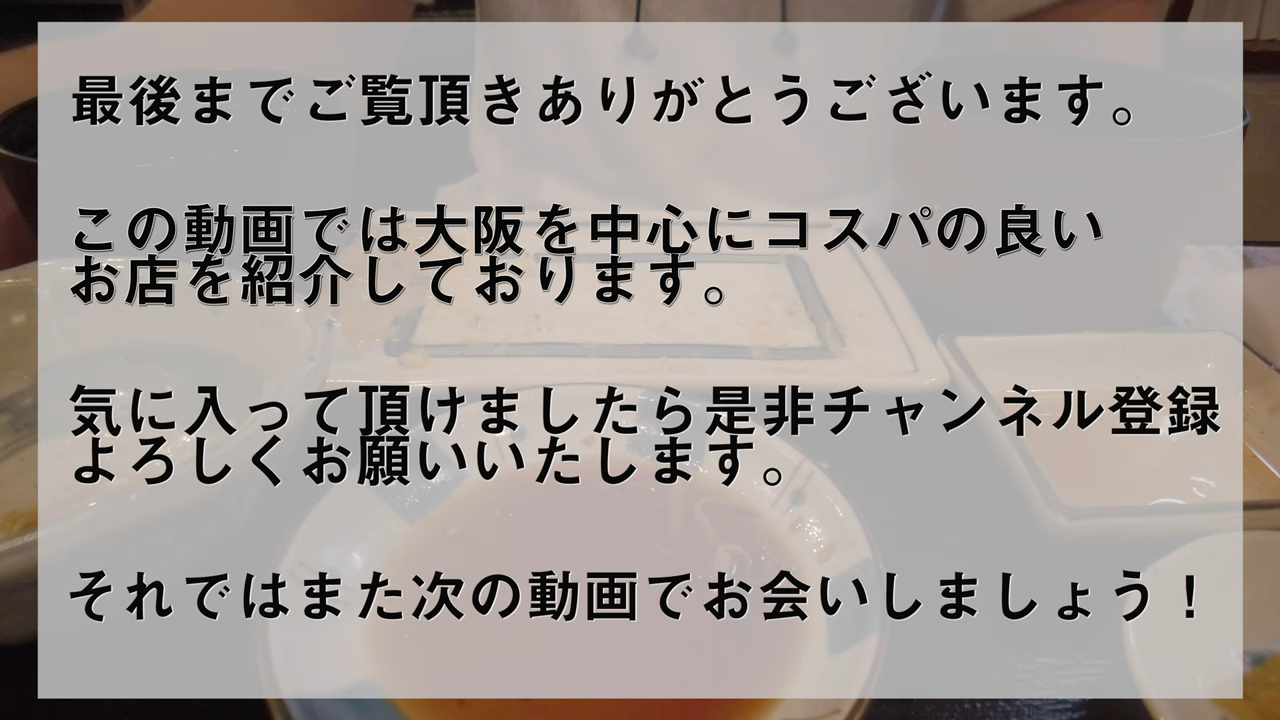 最後までご覧頂きありがとうございます。
この動画では大阪を中心にコスパの良い
お店を紹介しております。
気に入って頂けましたら是非チャンネル登録
よろしくお願いいたします。
それではまた次の動画でお会いしましょう！